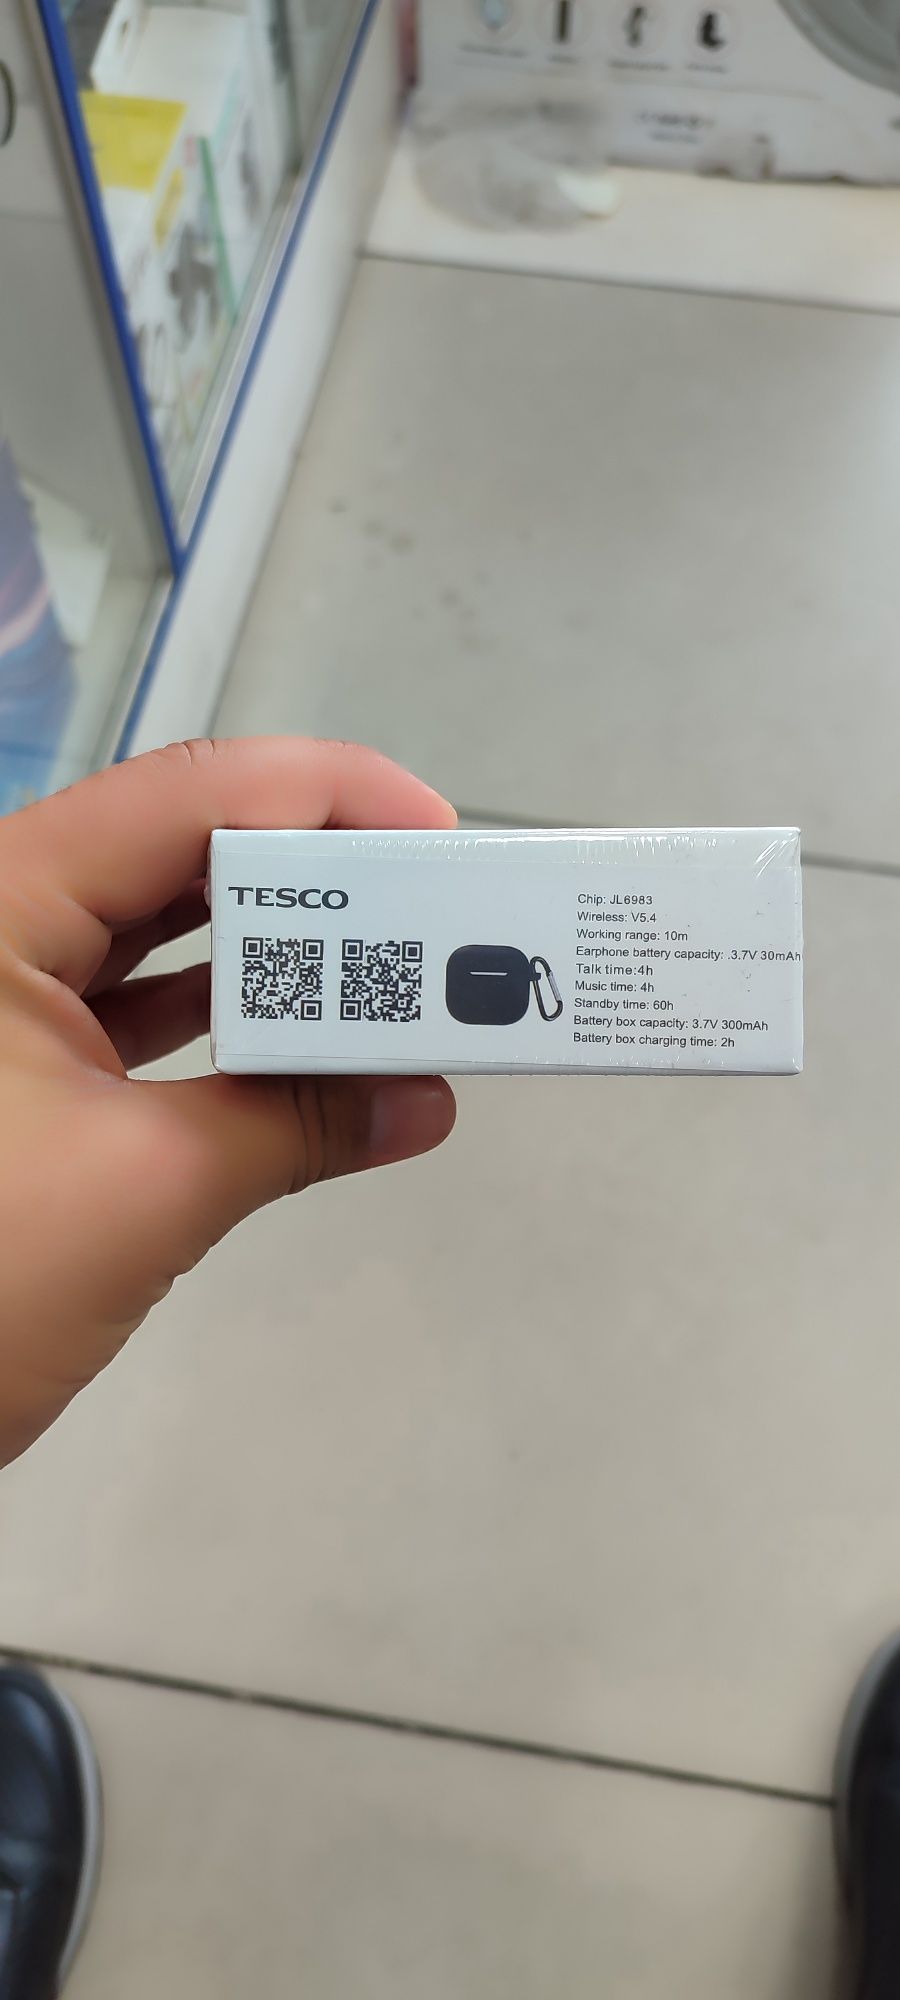 TESCO
Chip: JL6983
Wireless: V5.4
Working range: 10m
Earphone battery capacity: .3.7V 30mAh
Talk time:4h
Music time: 4h
Standby time: 60h
Battery box capacity: 3.7V 300mAh
Battery box charging time: 2h